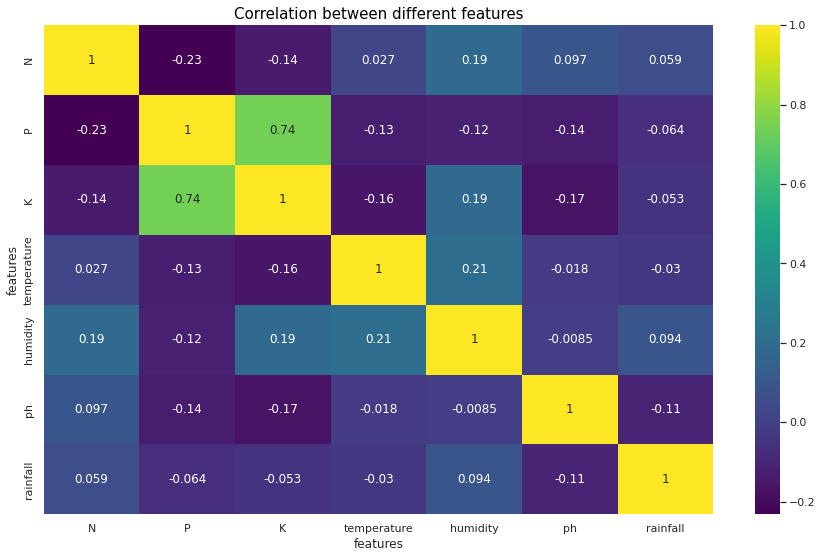 Correlation between different features
N 1 -0.23 -0.14 0.027 0.19 0.097 0.059
P -0.23 1 0.74 -0.13 -0.12 -0.14 -0.064
K -0.14 0.74 1 -0.16 0.19 -0.17 -0.053
temperature 0.027 -0.13 -0.16 1 0.21 -0.018 -0.03
humidity 0.19 -0.12 0.19 0.21 1 -0.0085 0.094
ph 0.097 -0.14 -0.17 -0.018 -0.0085 1 -0.11
rainfall 0.059 -0.064 -0.053 -0.03 0.094 -0.11 1
features
N P K temperature humidity ph rainfall
features
1.0
0.8
0.6
0.4
0.2
0.0
−0.2